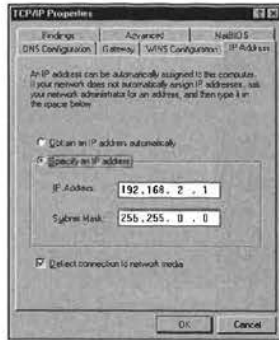 TCP/IP Properties
Bindings Advanced NetBIOS
DNS Configuration Gateway WINS Configuration IP Address
An IP address can be automatically assigned to this computer.
If your network does not automatically assign IP addresses, ask
your network administrator for an address, and then type it in
the space below.
Obtain an IP address automatically
Specify an IP address:
IP Address: 192.168. 2 . 1
Subnet Mask: 255.255. 0 . 0
Detect connection to network media
OK Cancel